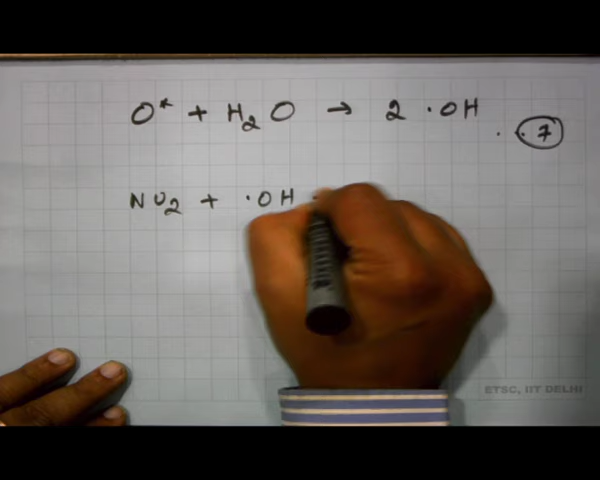 O* + H₂O → 2 ·OH
..7
NO₂ + ·OH
ETSC, IIT DELHI